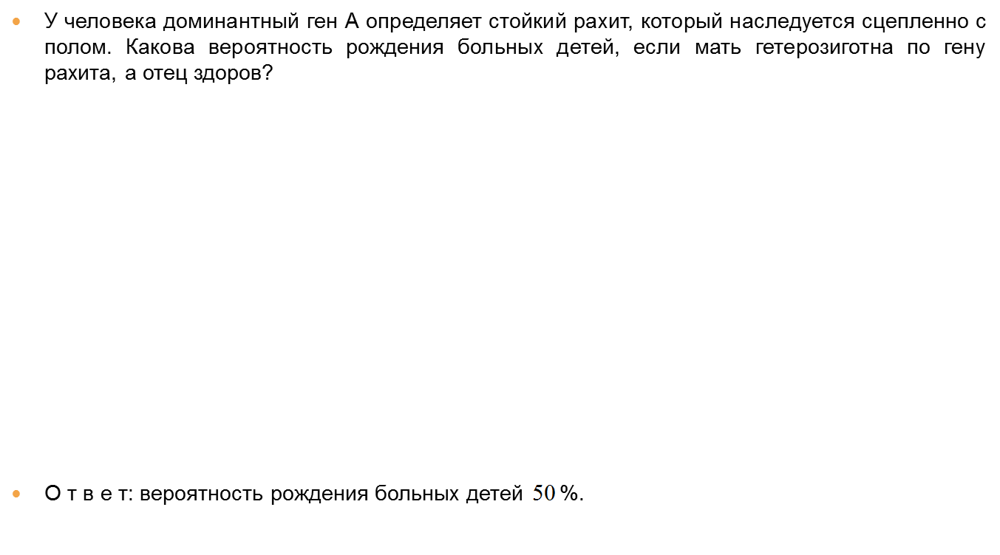 • У человека доминантный ген А определяет стойкий рахит, который наследуется сцепленно с
полом. Какова вероятность рождения больных детей, если мать гетерозиготна по гену
рахита, а отец здоров?
• О т в е т: вероятность рождения больных детей 50 %.